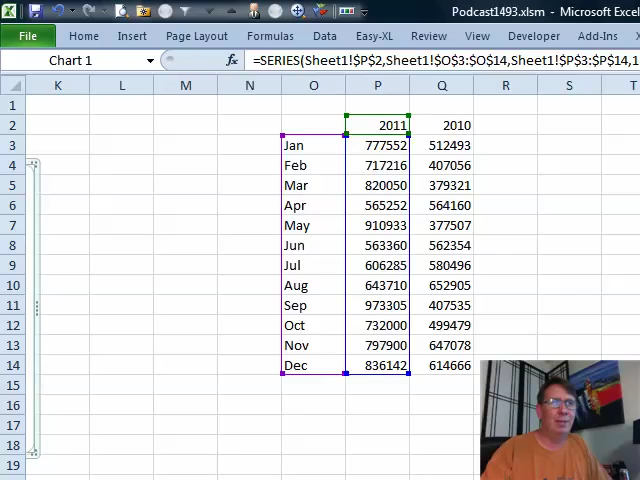 Podcast1493.xlsm - Microsoft Excel
File Home Insert Page Layout Formulas Data Easy-XL Review Developer Add-Ins
Chart 1 fx =SERIES(Sheet1!$P$2,Sheet1!$O$3:$O$14,Sheet1!$P$3:$P$14,1
K L M N O P Q R S T
1
2 2011 2010
3 Jan 777552 512493
4 Feb 717216 407056
5 Mar 820050 379321
6 Apr 565252 564160
7 May 910933 377507
8 Jun 563360 562354
9 Jul 606285 580496
10 Aug 643710 652905
11 Sep 973305 407535
12 Oct 732000 499479
13 Nov 797900 647078
14 Dec 836142 614666
15
16
17
18
19